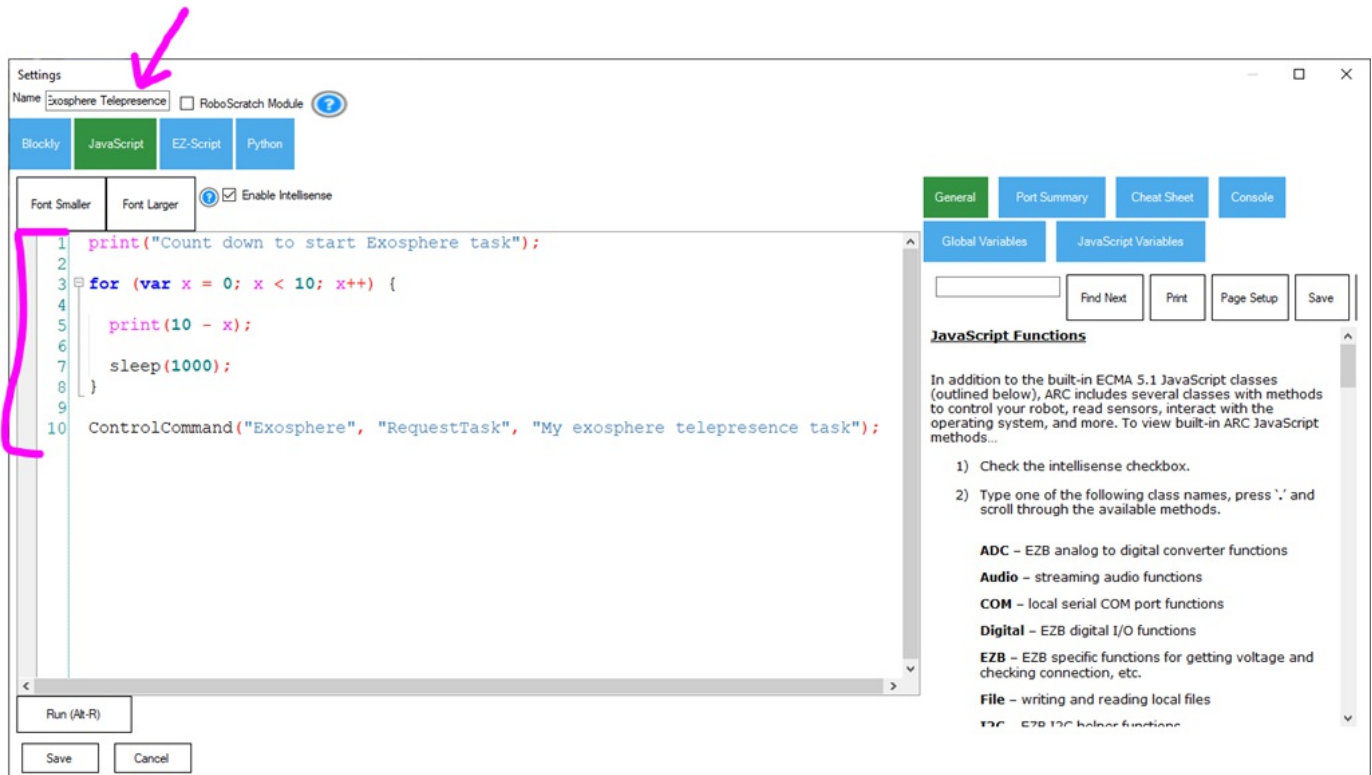 Settings
Name Exosphere Telepresence RoboScratch Module ?
Blockly JavaScript EZ-Script Python
Font Smaller Font Larger ? Enable Intellisense
1 print("Count down to start Exosphere task");
2
3 for (var x = 0; x < 10; x++) {
4
5 print(10 - x);
6
7 sleep(1000);
8 }
9
10 ControlCommand("Exosphere", "RequestTask", "My exosphere telepresence task");
Run (Alt-R)
Save Cancel
General Port Summary Cheat Sheet Console
Global Variables JavaScript Variables
Find Next Print Page Setup Save
JavaScript Functions
In addition to the built-in ECMA 5.1 JavaScript classes
(outlined below), ARC includes several classes with methods
to control your robot, read sensors, interact with the
operating system, and more. To view built-in ARC JavaScript
methods...
1) Check the intellisense checkbox.
2) Type one of the following class names, press '.' and
scroll through the available methods.
ADC – EZB analog to digital converter functions
Audio – streaming audio functions
COM – local serial COM port functions
Digital – EZB digital I/O functions
EZB – EZB specific functions for getting voltage and
checking connection, etc.
File – writing and reading local files
I2C – EZB I2C helper functions